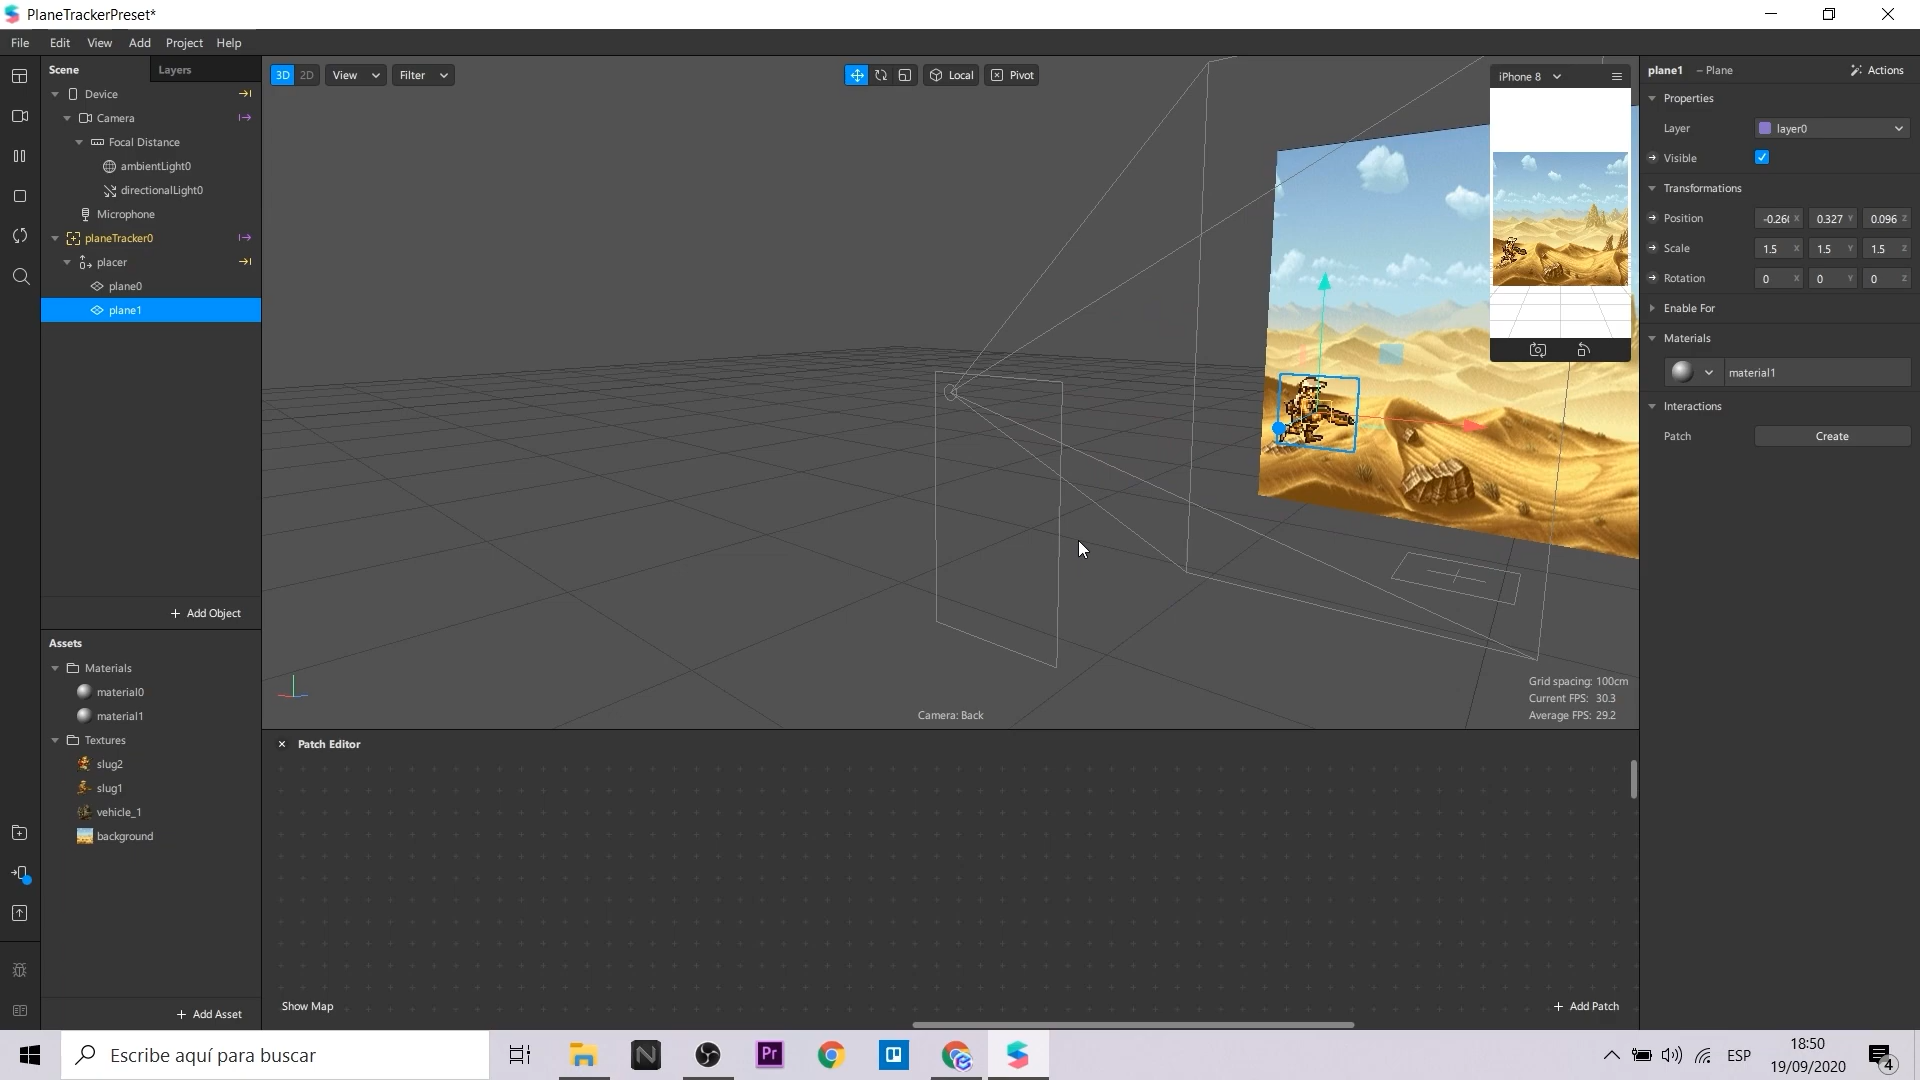 PlaneTrackerPreset*
File Edit View Add Project Help
Scene Layers
Device
Camera
Focal Distance
ambientLight0
directionalLight0
Microphone
planeTracker0
placer
plane0
plane1
+ Add Object
Assets
Materials
material0
material1
Textures
slug2
slug1
vehicle_1
background
+ Add Asset
3D 2D View Filter
Local Pivot
iPhone 8
Grid spacing: 100cm
Current FPS: 30.3
Average FPS: 29.2
Camera: Back
× Patch Editor
Show Map
+ Add Patch
plane1 – Plane Actions
Properties
Layer layer0
Visible
Transformations
Position -0.26( X 0.327 Y 0.096 Z
Scale 1.5 X 1.5 Y 1.5 Z
Rotation 0 X 0 Y 0 Z
Enable For
Materials
material1
Interactions
Patch Create
Escribe aquí para buscar
N
Pr
ESP
18:50
19/09/2020
4